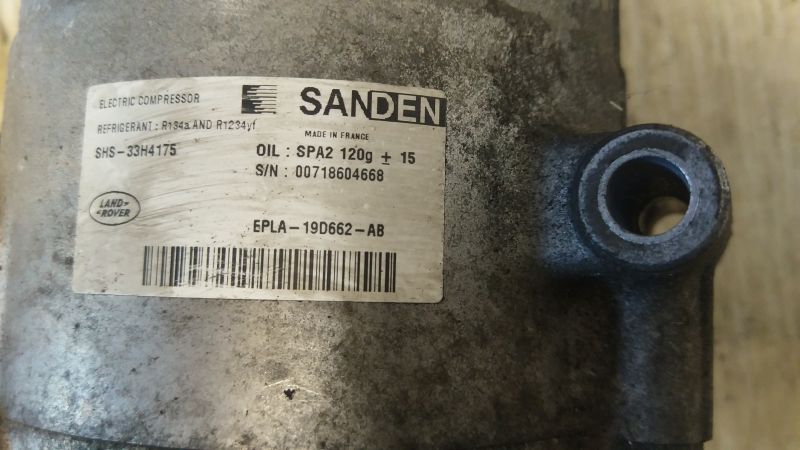 ELECTRIC COMPRESSOR
SANDEN
REFRIGERANT : R134a AND R1234yf
MADE IN FRANCE
SHS-33H4175
OIL : SPA2 120g ± 15
S/N : 00718604668
LAND-
ROVER
EPLA-19D662-AB